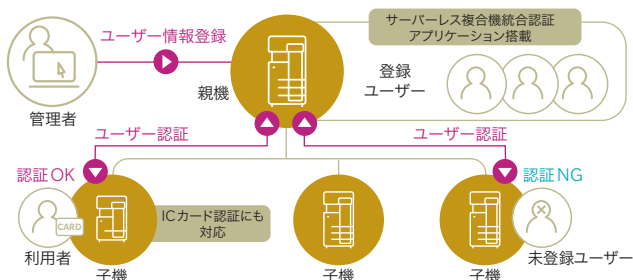 サーバーレス複合機統合認証
アプリケーション搭載
ユーザー情報登録
登録
ユーザー
親機
管理者
ユーザー認証
ユーザー認証
認証OK
認証NG
CARD
ICカード認証にも
対応
利用者
未登録ユーザー
子機
子機
子機